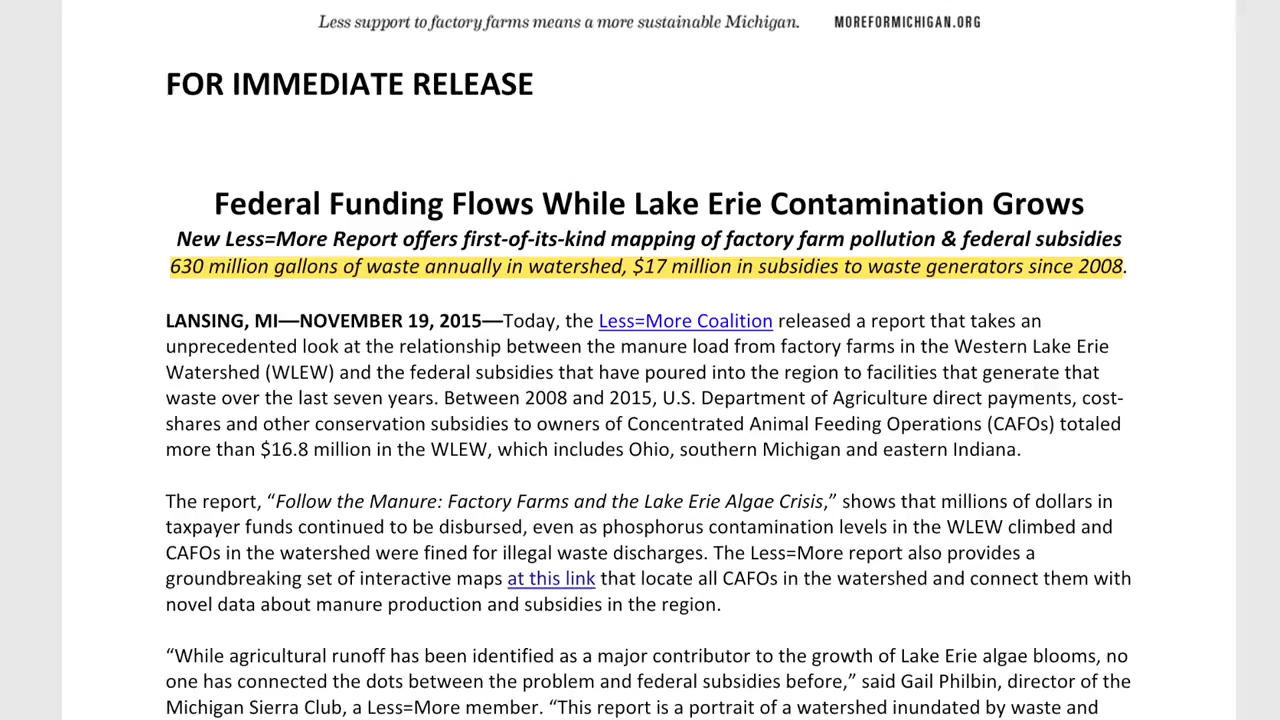 Less support to factory farms means a more sustainable Michigan. MOREFORMICHIGAN.ORG
FOR IMMEDIATE RELEASE
Federal Funding Flows While Lake Erie Contamination Grows
New Less=More Report offers first-of-its-kind mapping of factory farm pollution & federal subsidies
630 million gallons of waste annually in watershed, $17 million in subsidies to waste generators since 2008.
LANSING, MI—NOVEMBER 19, 2015—Today, the Less=More Coalition released a report that takes an
unprecedented look at the relationship between the manure load from factory farms in the Western Lake Erie
Watershed (WLEW) and the federal subsidies that have poured into the region to facilities that generate that
waste over the last seven years. Between 2008 and 2015, U.S. Department of Agriculture direct payments, cost-
shares and other conservation subsidies to owners of Concentrated Animal Feeding Operations (CAFOs) totaled
more than $16.8 million in the WLEW, which includes Ohio, southern Michigan and eastern Indiana.
The report, “Follow the Manure: Factory Farms and the Lake Erie Algae Crisis,” shows that millions of dollars in
taxpayer funds continued to be disbursed, even as phosphorus contamination levels in the WLEW climbed and
CAFOs in the watershed were fined for illegal waste discharges. The Less=More report also provides a
groundbreaking set of interactive maps at this link that locate all CAFOs in the watershed and connect them with
novel data about manure production and subsidies in the region.
“While agricultural runoff has been identified as a major contributor to the growth of Lake Erie algae blooms, no
one has connected the dots between the problem and federal subsidies before,” said Gail Philbin, director of the
Michigan Sierra Club, a Less=More member. “This report is a portrait of a watershed inundated by waste and